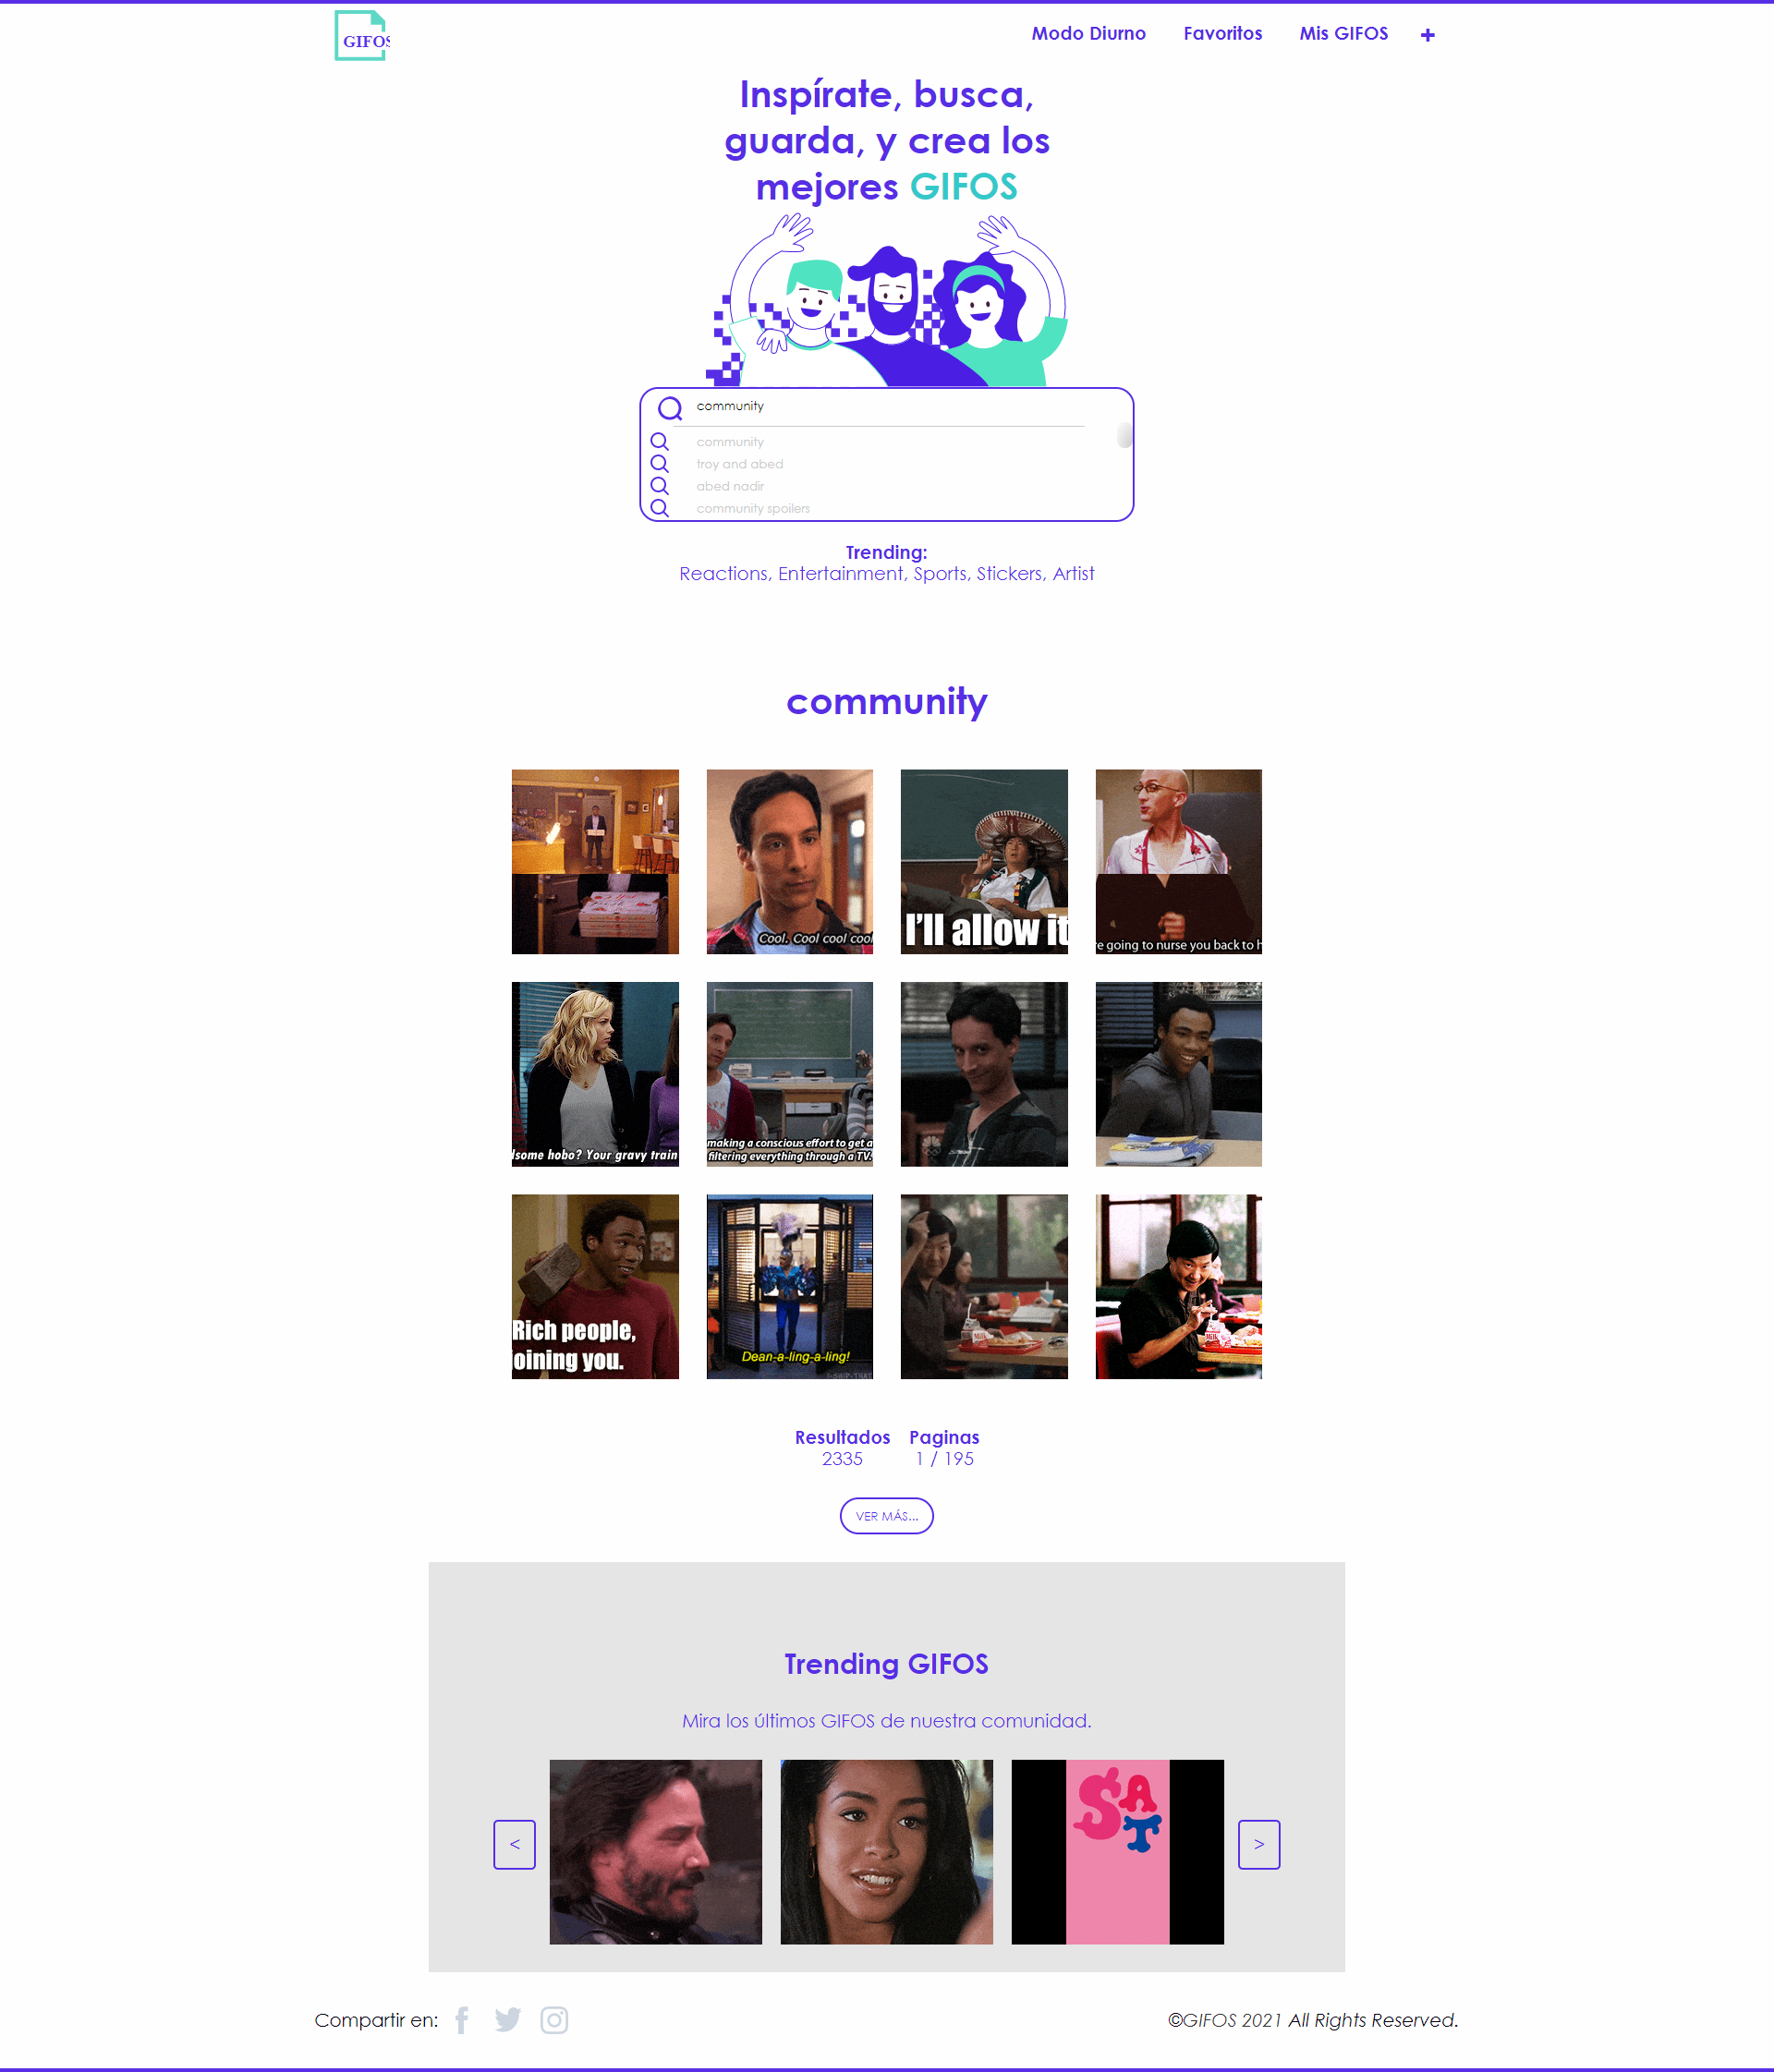 GIFOS
Modo Diurno Favoritos Mis GIFOS +
Inspírate, busca,
guarda, y crea los
mejores GIFOS
community
community
troy and abed
abed nadir
community spoilers
Trending:
Reactions, Entertainment, Sports, Stickers, Artist
community
Cool. Cool cool cool
I'll allow it
going to nurse you back to
hobo? Your gravy train
making a conscious effort to get a
filtering everything through a TV.
Rich people,
joining you.
Dean-a-ling-a-ling!
Resultados Paginas
2335 1 / 195
VER MÁS...
Trending GIFOS
Mira los últimos GIFOS de nuestra comunidad.
< >
SAT
Compartir en:
©GIFOS 2021 All Rights Reserved.